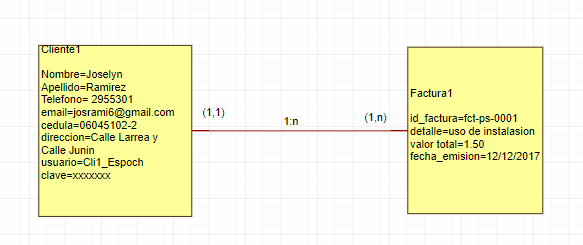 Cliente1
Nombre=Joselyn
Apellido=Ramirez
Telefono= 2955301
email=josrami6@gmail.com
cedula=06045102-2
direccion=Calle Larrea y
Calle Junin
usuario=Cli1_Espoch
clave=xxxxxxx
(1,1)
1:n
(1,n)
Factura1
id_factura=fct-ps-0001
detalle=uso de instalasion
valor total=1.50
fecha_emision=12/12/2017